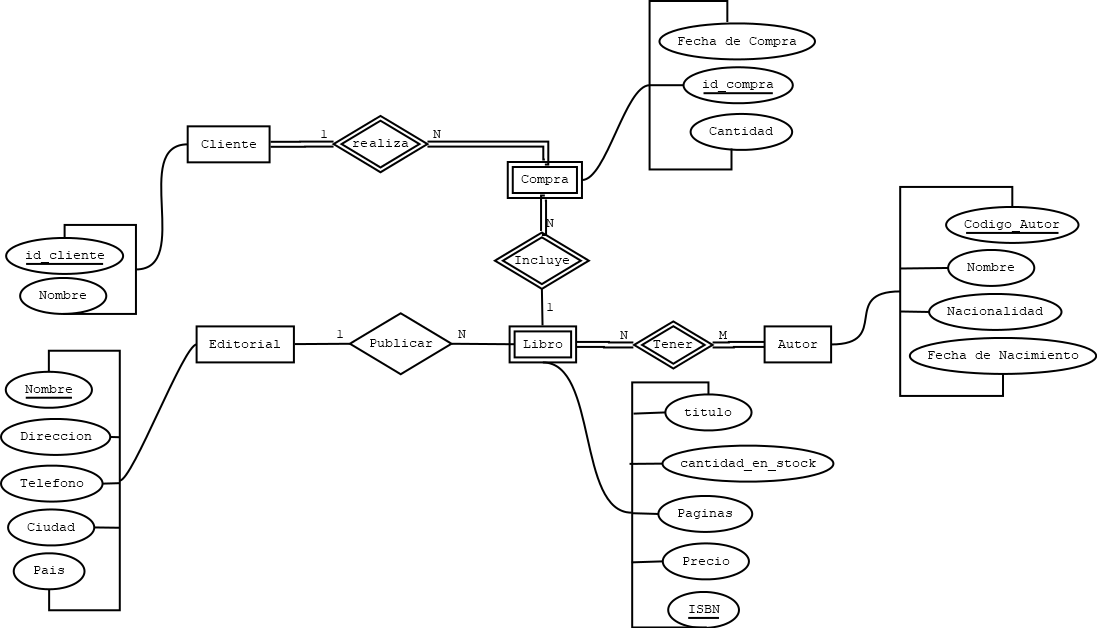 Fecha de Compra
id_compra
Cantidad
Cliente
1
realiza
N
Compra
id_cliente
Nombre
N
Incluye
1
Codigo_Autor
Nombre
Nacionalidad
Fecha de Nacimiento
Editorial
1
Publicar
N
Libro
N
Tener
M
Autor
Nombre
Direccion
Telefono
Ciudad
Pais
titulo
cantidad_en_stock
Paginas
Precio
ISBN